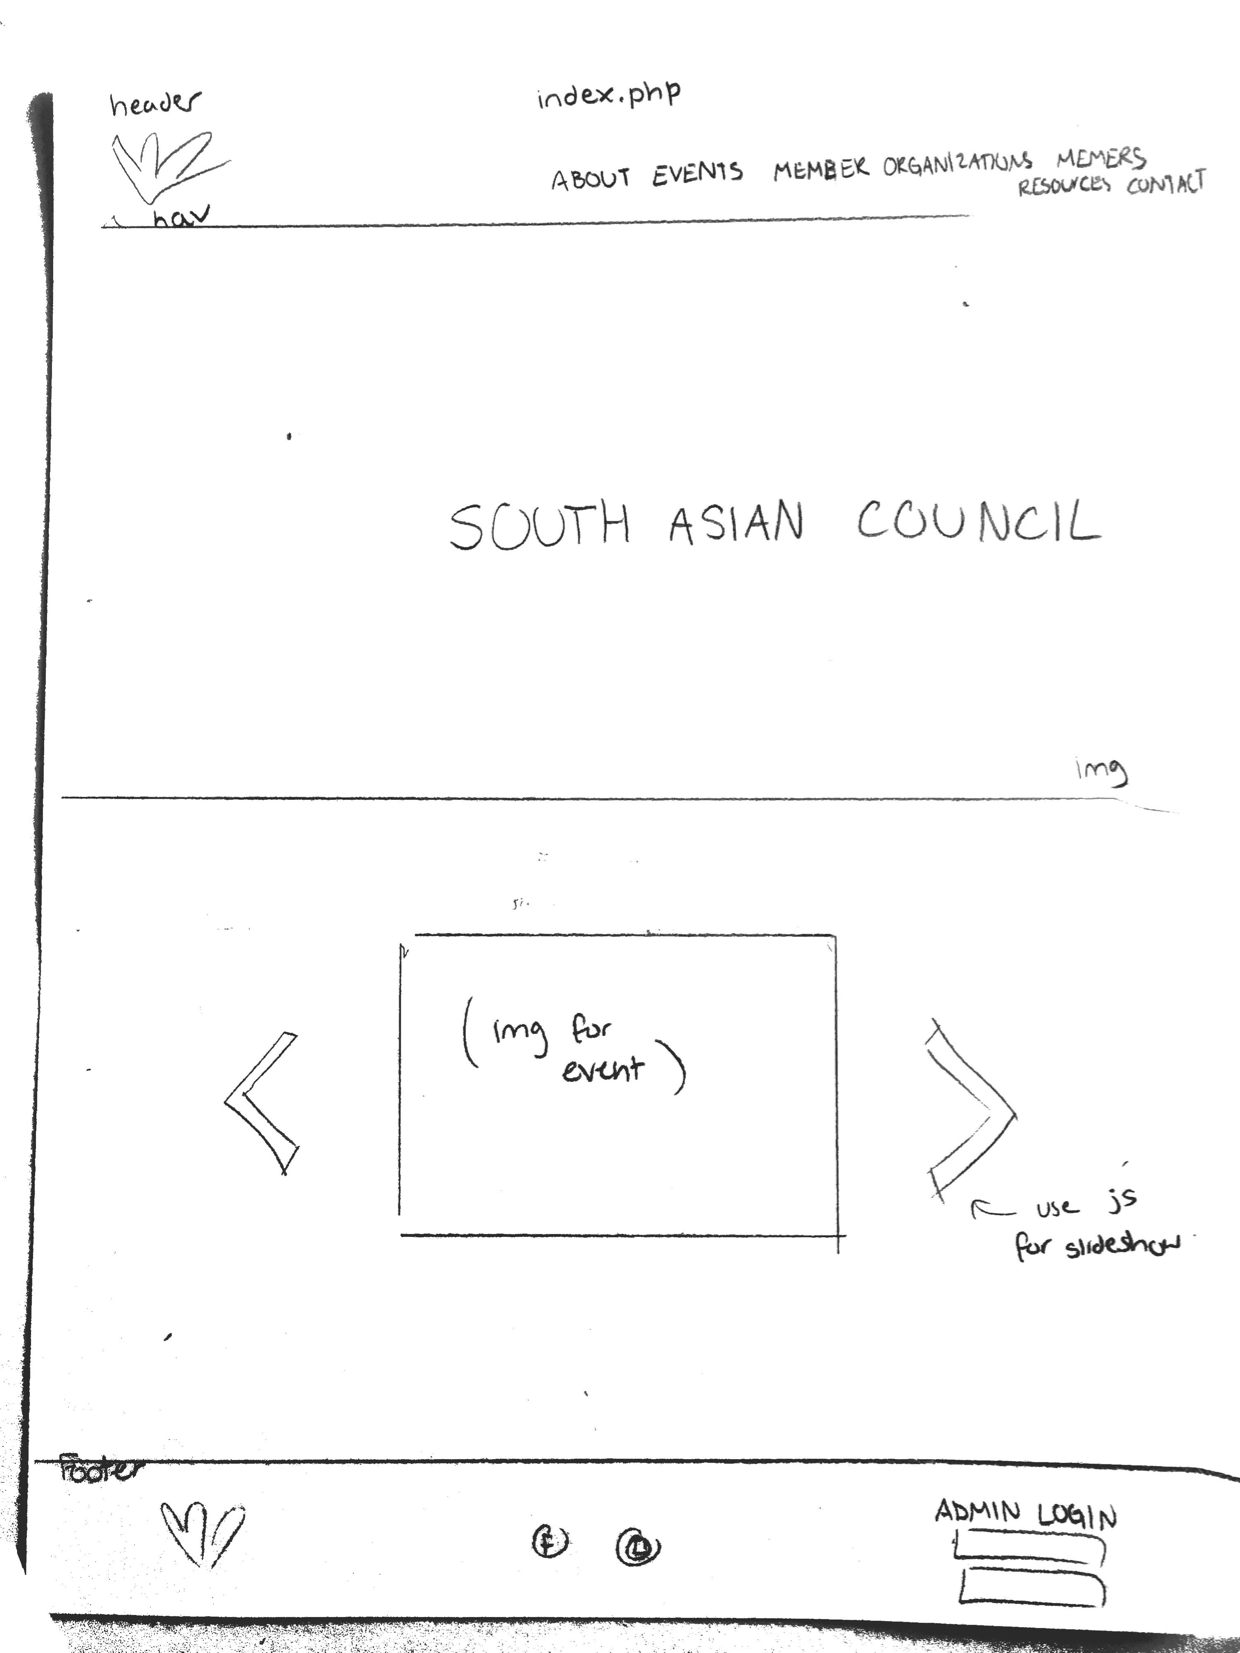 header
index.php
ABOUT EVENTS MEMBER ORGANIZATIONS MEMERS
RESOURCES CONTACT
nav
SOUTH ASIAN COUNCIL
img
(img for
event)
use js
for slideshow
Footer
ADMIN LOGIN
f